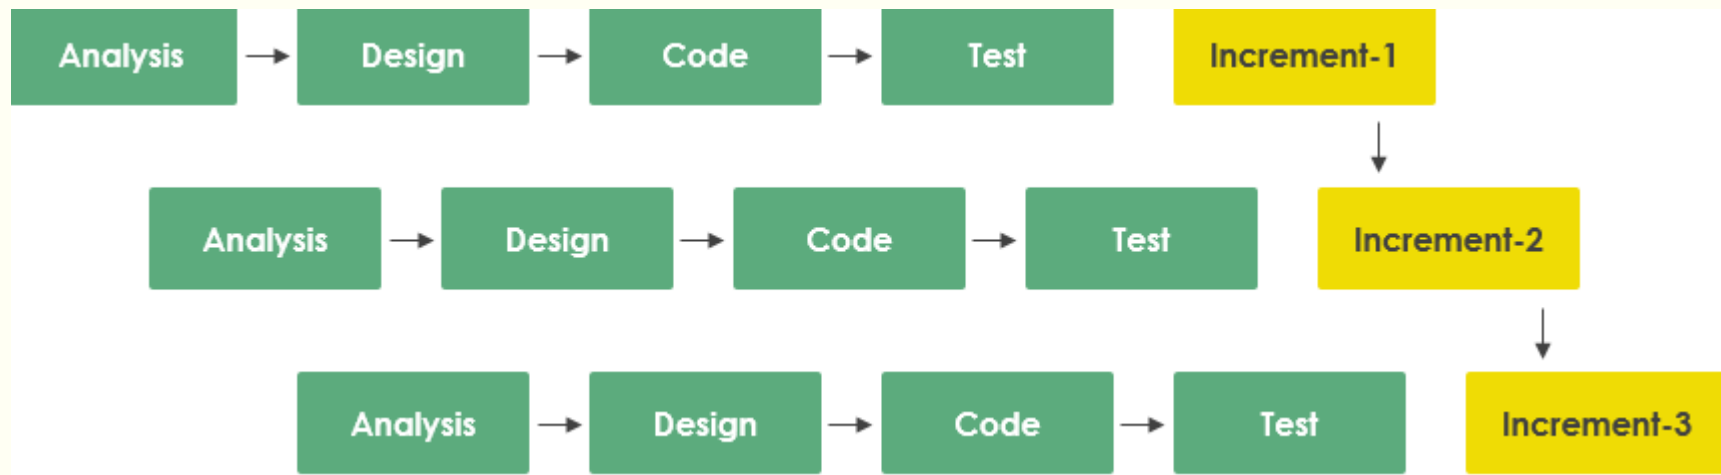 Analysis Design Code Test Increment-1
Analysis Design Code Test Increment-2
Analysis Design Code Test Increment-3